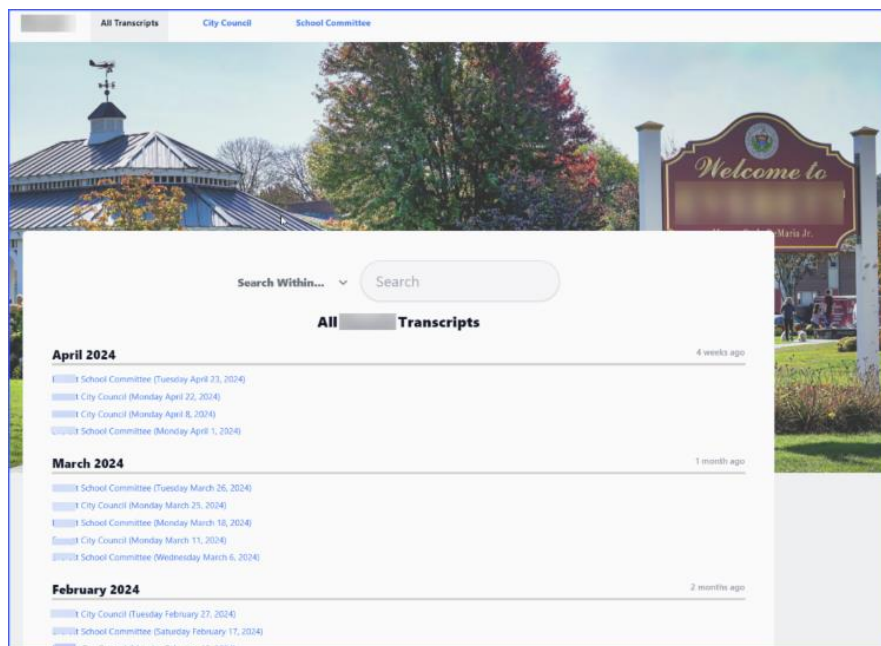 All Transcripts City Council School Committee
Welcome to
Maria Jr.
Search Within... Search
All Transcripts
April 2024 4 weeks ago
t School Committee (Tuesday April 23, 2024)
t City Council (Monday April 22, 2024)
t City Council (Monday April 8, 2024)
t School Committee (Monday April 1, 2024)
March 2024 1 month ago
t School Committee (Tuesday March 26, 2024)
t City Council (Monday March 25, 2024)
t School Committee (Monday March 18, 2024)
t City Council (Monday March 11, 2024)
t School Committee (Wednesday March 6, 2024)
February 2024 2 months ago
t City Council (Tuesday February 27, 2024)
t School Committee (Saturday February 17, 2024)